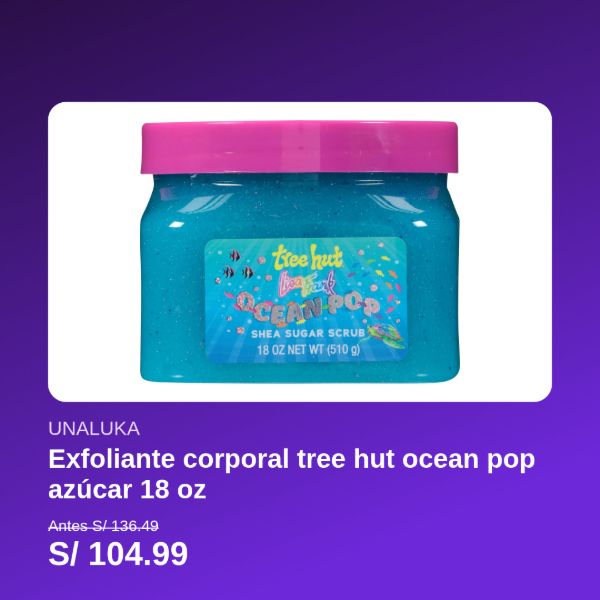 tree hut
Lisa Frank
OCEAN POP
SHEA SUGAR SCRUB
18 OZ NET WT (510 g)
UNALUKA
Exfoliante corporal tree hut ocean pop
azúcar 18 oz
Antes S/ 136.49
S/ 104.99